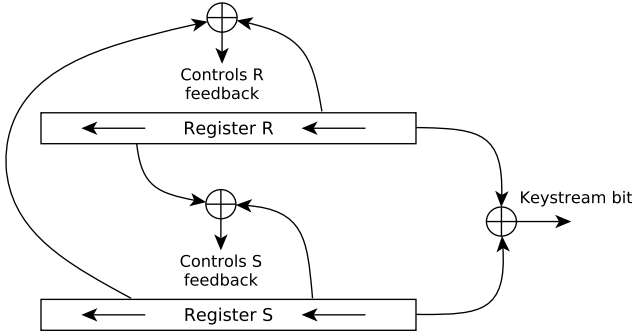 Controls R
feedback
Register R
Keystream bit
Controls S
feedback
Register S